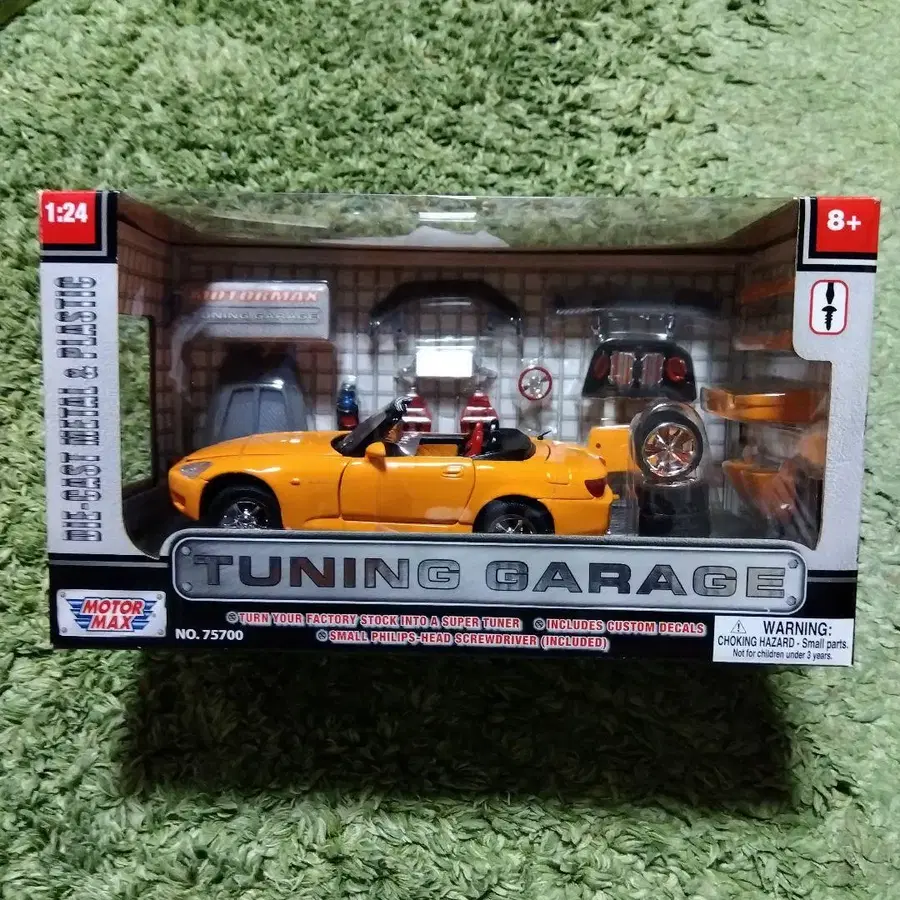 1:24
8+
DIE-CAST METAL & PLASTIC
MOTORMAX
TUNING GARAGE
TUNING GARAGE
MOTOR
MAX
NO. 75700
TURN YOUR FACTORY STOCK INTO A SUPER TUNER
INCLUDES CUSTOM DECALS
SMALL PHILIPS-HEAD SCREWDRIVER (INCLUDED)
WARNING:
CHOKING HAZARD - Small parts.
Not for children under 3 years.